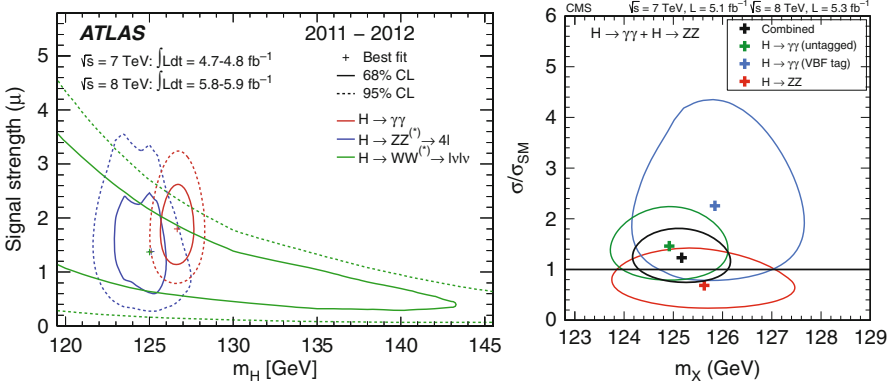 ATLAS
2011 – 2012
√s = 7 TeV: ∫Ldt = 4.7-4.8 fb⁻¹
√s = 8 TeV: ∫Ldt = 5.8-5.9 fb⁻¹
Best fit
68% CL
95% CL
H → γγ
H → ZZ⁽*⁾ → 4l
H → WW⁽*⁾ → lνlν
Signal strength (μ)
5
4
3
2
1
0
120 125 130 135 140 145
m_H [GeV]
CMS √s = 7 TeV, L = 5.1 fb⁻¹ √s = 8 TeV, L = 5.3 fb⁻¹
H → γγ + H → ZZ
Combined
H → γγ (untagged)
H → γγ (VBF tag)
H → ZZ
σ/σ_SM
6
5
4
3
2
1
0
123 124 125 126 127 128 129
m_X (GeV)